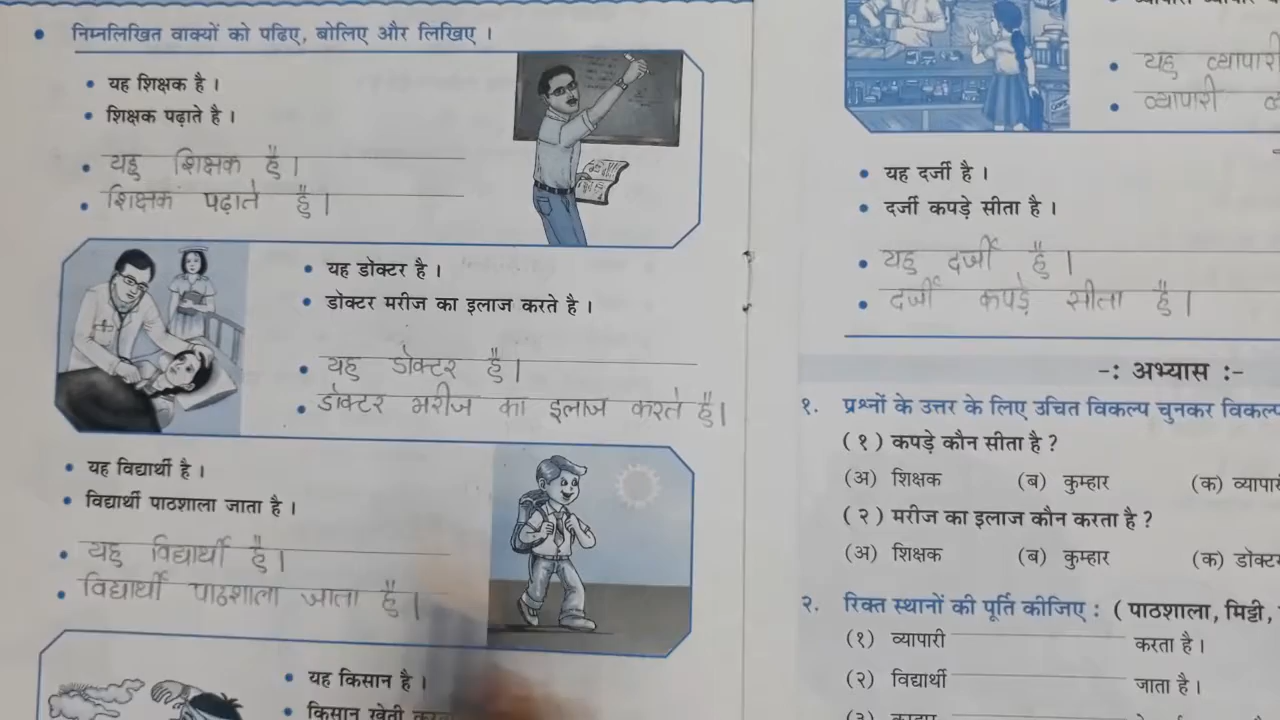 निम्नलिखित वाक्यों को पढिए, बोलिए और लिखिए ।
यह शिक्षक है ।
शिक्षक पढ़ाते है ।
यह शिक्षक है ।
शिक्षक पढ़ाते है ।
यह डॉक्टर है ।
डॉक्टर मरीज का इलाज करते है ।
यह डॉक्टर है ।
डॉक्टर मरीज का इलाज करते है ।
यह विद्यार्थी है ।
विद्यार्थी पाठशाला जाता है ।
यह विद्यार्थी है ।
विद्यार्थी पाठशाला जाता है ।
यह किसान है ।
किसान खेती
यह व्यापारी
व्यापारी
यह दर्जी है ।
दर्जी कपड़े सीता है ।
यह दर्जी है ।
दर्जी कपड़े सीता है ।
-: अभ्यास :-
१. प्रश्नों के उत्तर के लिए उचित विकल्प चुनकर
(१) कपड़े कौन सीता है ?
(अ) शिक्षक (ब) कुम्हार (क)
(२) मरीज का इलाज कौन करता है ?
(अ) शिक्षक (ब) कुम्हार (क)
२. रिक्त स्थानों की पूर्ति कीजिए : ( पाठशाला, मिट्टी,
(१) व्यापारी करता है ।
(२) विद्यार्थी जाता है ।